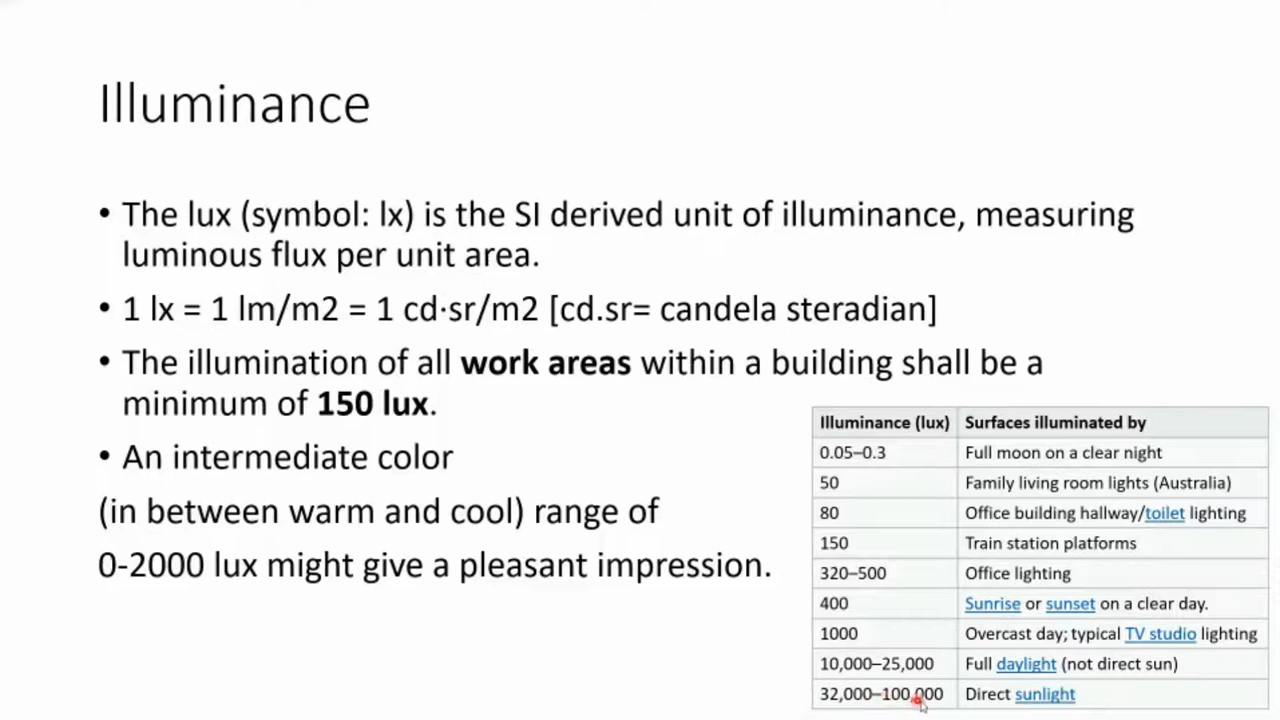 Illuminance
• The lux (symbol: lx) is the SI derived unit of illuminance, measuring
luminous flux per unit area.
• 1 lx = 1 lm/m2 = 1 cd·sr/m2 [cd.sr= candela steradian]
• The illumination of all work areas within a building shall be a
minimum of 150 lux.
• An intermediate color
(in between warm and cool) range of
0-2000 lux might give a pleasant impression.
Illuminance (lux) Surfaces illuminated by
0.05–0.3 Full moon on a clear night
50 Family living room lights (Australia)
80 Office building hallway/toilet lighting
150 Train station platforms
320–500 Office lighting
400 Sunrise or sunset on a clear day.
1000 Overcast day; typical TV studio lighting
10,000–25,000 Full daylight (not direct sun)
32,000–100,000 Direct sunlight